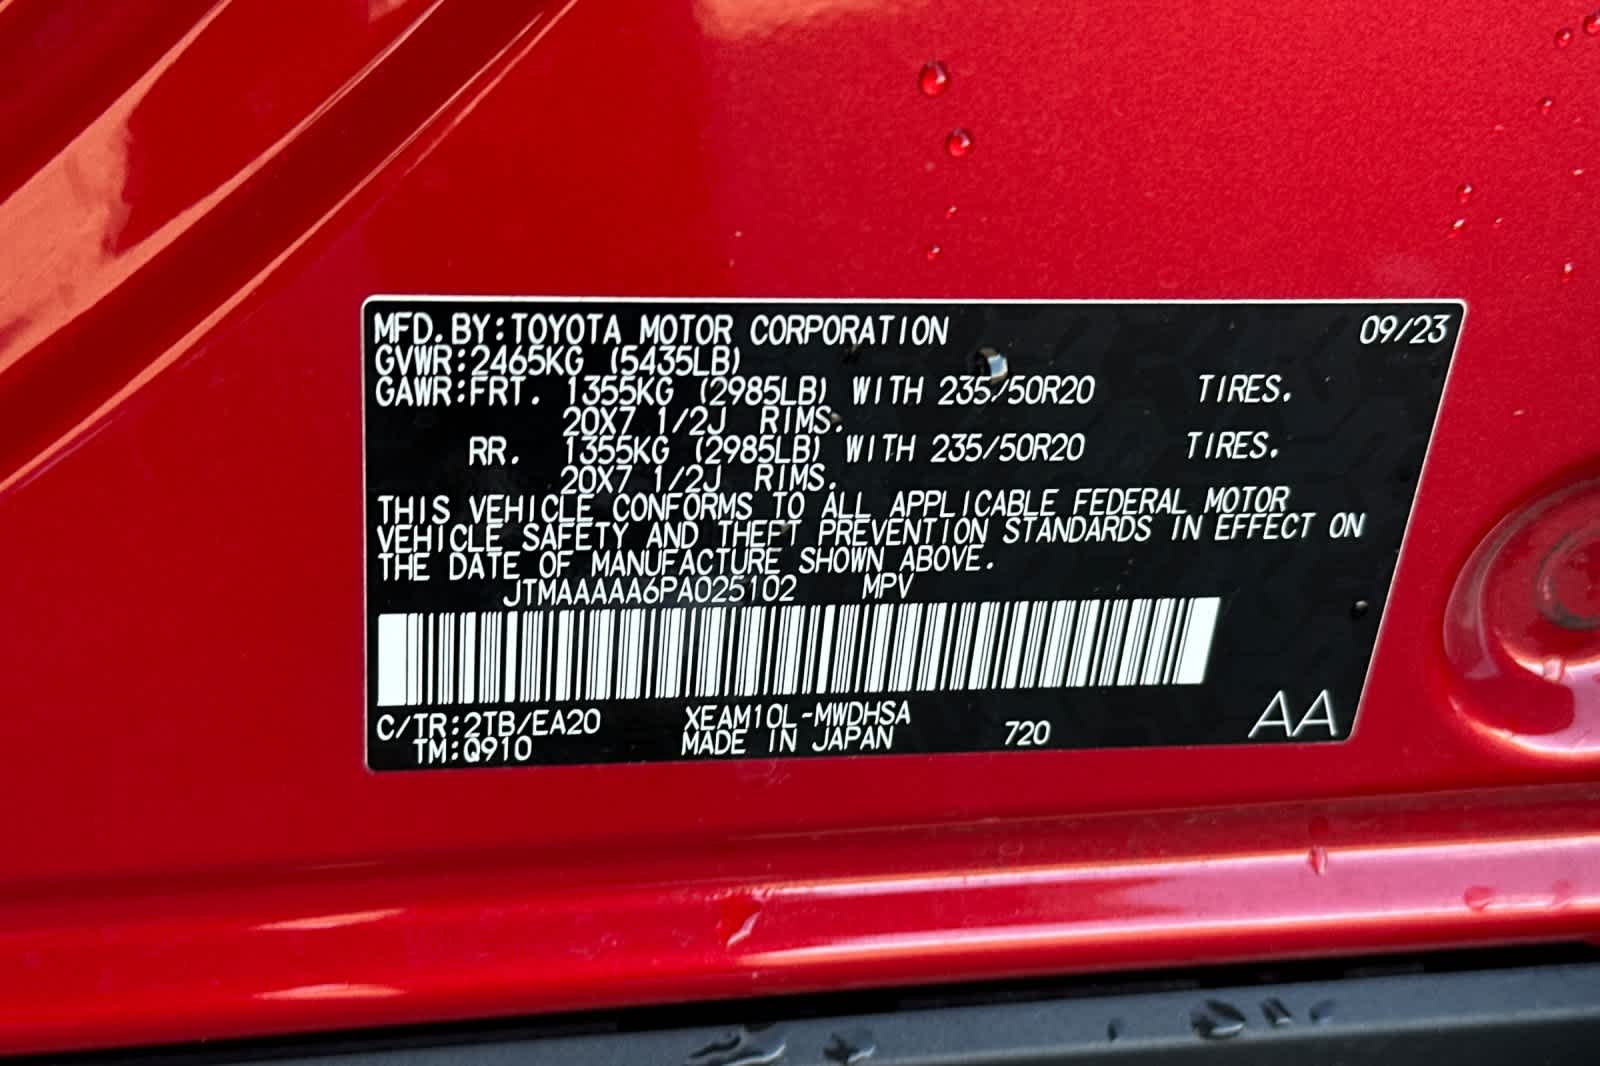 MFD.BY:TOYOTA MOTOR CORPORATION 09/23
GVWR:2465KG (5435LB)
GAWR:FRT. 1355KG (2985LB) WITH 235/50R20 TIRES.
20X7 1/2J RIMS.
RR. 1355KG (2985LB) WITH 235/50R20 TIRES.
20X7 1/2J RIMS.
THIS VEHICLE CONFORMS TO ALL APPLICABLE FEDERAL MOTOR
VEHICLE SAFETY AND THEFT PREVENTION STANDARDS IN EFFECT ON
THE DATE OF MANUFACTURE SHOWN ABOVE.
JTMAAAAA6PA025102 MPV
C/TR:2TB/EA20 XEAM10L-MWDHSA
TM:Q910 MADE IN JAPAN 720 AA